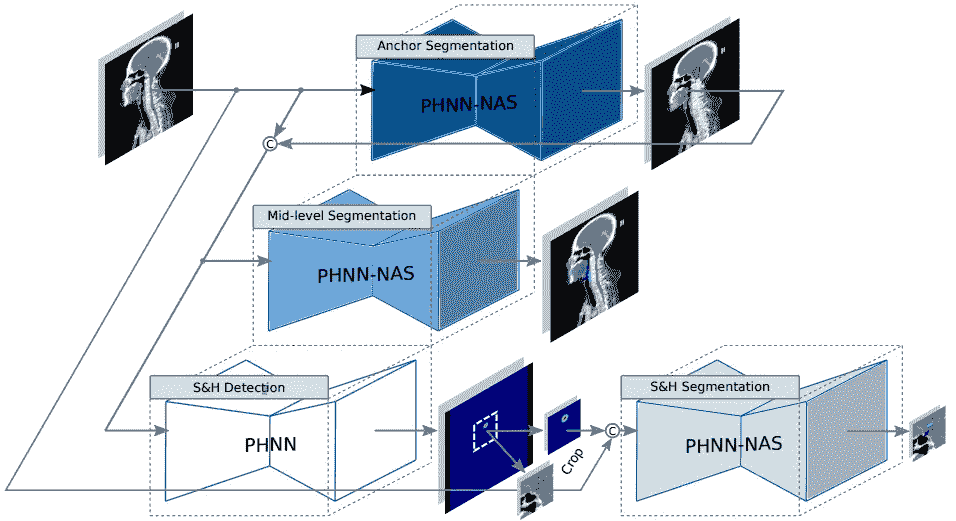 Anchor Segmentation
PHNN-NAS
C
Mid-level Segmentation
PHNN-NAS
S&H Detection
PHNN
Crop
C
S&H Segmentation
PHNN-NAS